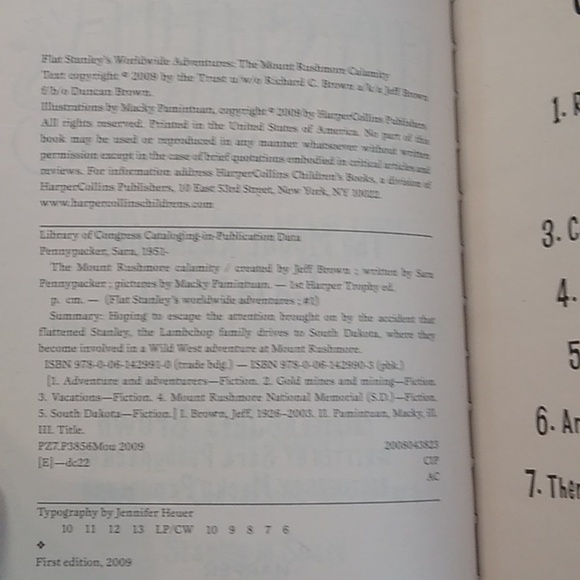 Flat Stanley's Worldwide Adventures: The Mount Rushmore Calamity
Text copyright © 2009 by the Trust u/w/o Richard C. Brown a/k/a Jeff Brown
f/b/o Duncan Brown.
Illustrations by Macky Pamintuan, copyright © 2009 by HarperCollins Publishers.
All rights reserved. Printed in the United States of America. No part of this
book may be used or reproduced in any manner whatsoever without written
permission except in the case of brief quotations embodied in critical articles and
reviews. For information address HarperCollins Children's Books, a division of
HarperCollins Publishers, 10 East 53rd Street, New York, NY 10022.
www.harpercollinschildrens.com
Library of Congress Cataloging-in-Publication Data
Pennypacker, Sara, 1951-
The Mount Rushmore calamity / created by Jeff Brown ; written by Sara
Pennypacker ; pictures by Macky Pamintuan. — 1st Harper Trophy ed.
p. cm. — (Flat Stanley's worldwide adventures ; #1)
Summary: Hoping to escape the attention brought on by the accident that
flattened Stanley, the Lambchop family drives to South Dakota, where they
become involved in a Wild West adventure at Mount Rushmore.
ISBN 978-0-06-142991-0 (trade bdg.) — ISBN 978-0-06-142990-3 (pbk.)
[1. Adventure and adventurers—Fiction. 2. Gold mines and mining—Fiction.
3. Vacations—Fiction. 4. Mount Rushmore National Memorial (S.D.)—Fiction.
5. South Dakota—Fiction.] I. Brown, Jeff, 1926–2003. II. Pamintuan, Macky, ill.
III. Title.
PZ7.P3856Mou 2009 2008043825
[E]—dc22 CIP
AC
Typography by Jennifer Heuer
10 11 12 13 LP/CW 10 9 8 7 6
❖
First edition, 2009
1.
3. C
4.
5
6. Ar
7. Ther